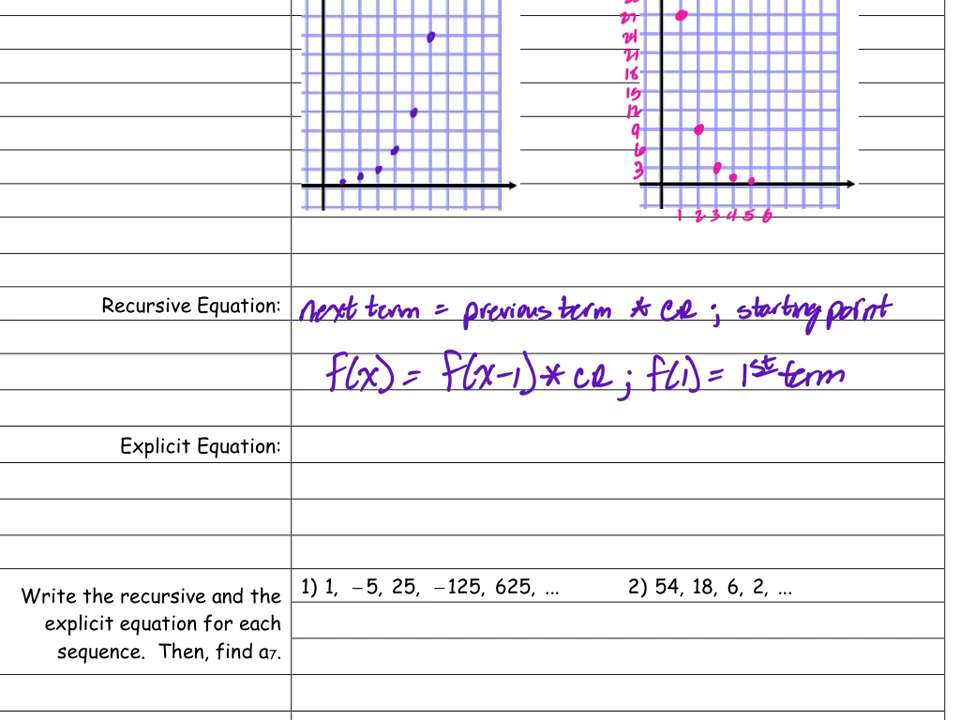 27
24
21
18
15
12
9
6
3
1 2 3 4 5 6
Recursive Equation: next term = previous term * CR ; starting point
f(x) = f(x-1) * CR ; f(1) = 1st term
Explicit Equation:
Write the recursive and the
explicit equation for each
sequence. Then, find a₇.
1) 1, −5, 25, −125, 625, ...
2) 54, 18, 6, 2, ...